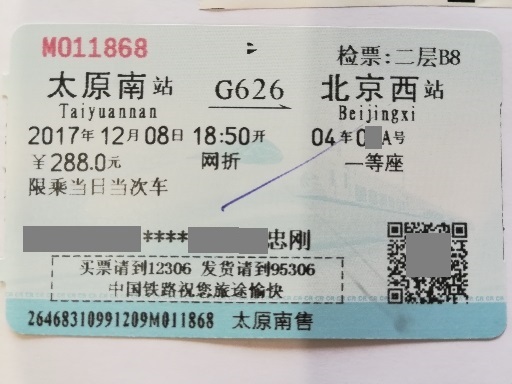 M011868
检票:二层B8
太原南站 G626 北京西站
Taiyuannan Beijingxi
2017年12月08日 18:50开 04车0 A号
¥288.0元 网折 一等座
限乘当日当次车
**** 忠刚
买票请到12306 发货请到95306
中国铁路祝您旅途愉快
26468310991209M011868 太原南售